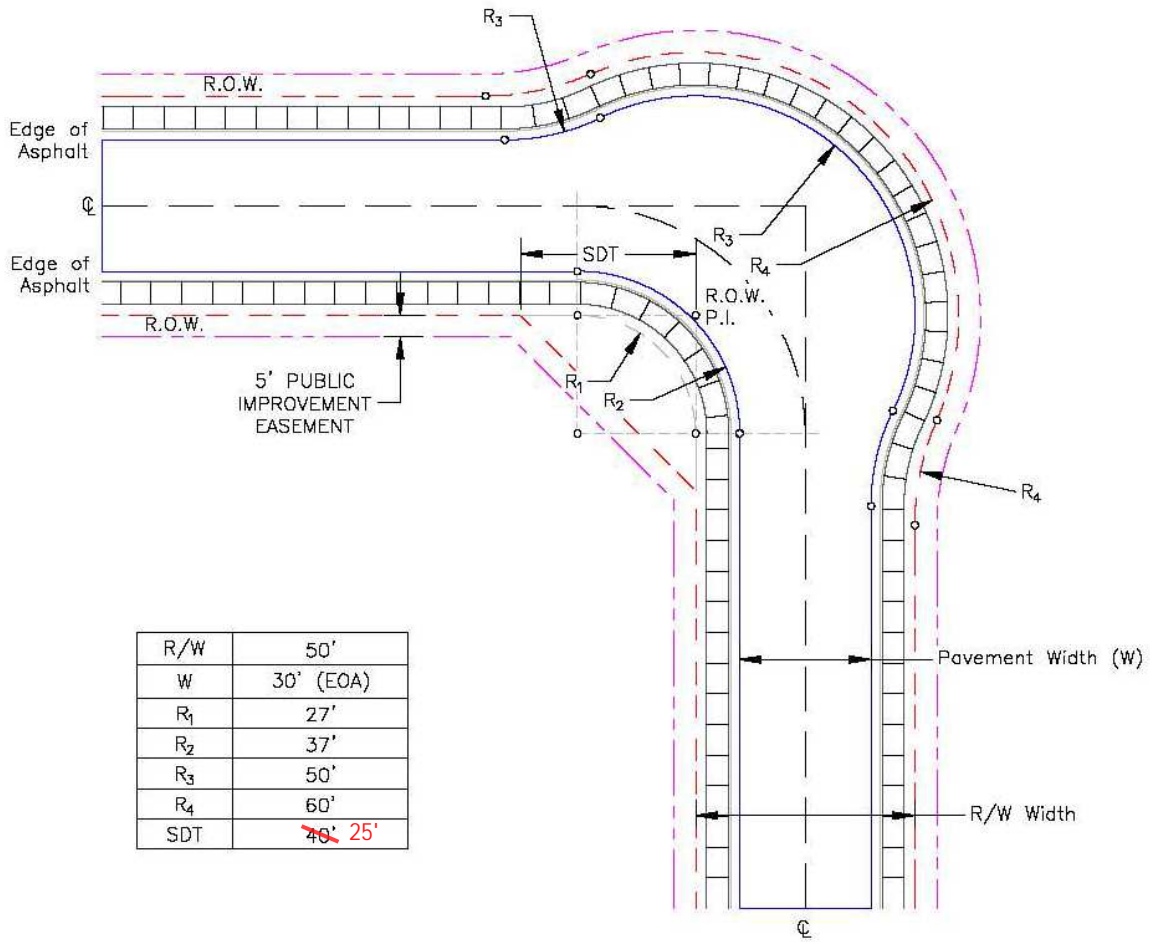 R₃
R.O.W.
Edge of
Asphalt
℄
R₃
SDT
R₄
Edge of
Asphalt
R.O.W.
P.I.
R.O.W.
R₁
5' PUBLIC
IMPROVEMENT
EASEMENT
R₂
R₄
R/W 50'
W 30' (EOA)
R₁ 27'
R₂ 37'
R₃ 50'
R₄ 60'
SDT 40' 25'
Pavement Width (W)
R/W Width
℄